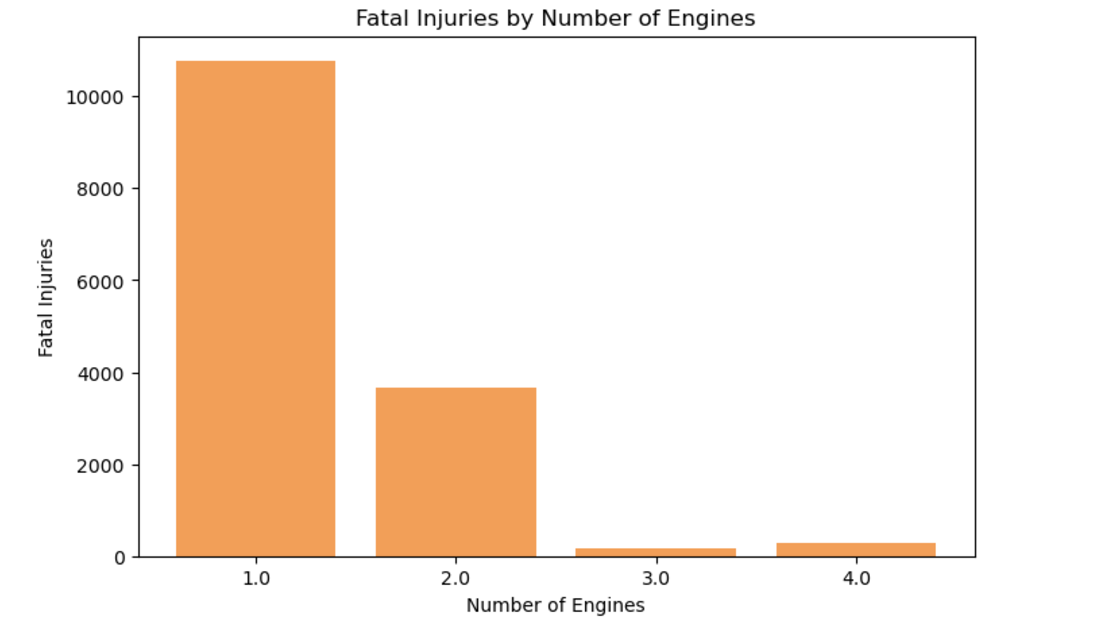 Fatal Injuries by Number of Engines
10000
8000
6000
4000
2000
0
Fatal Injuries
1.0 2.0 3.0 4.0
Number of Engines